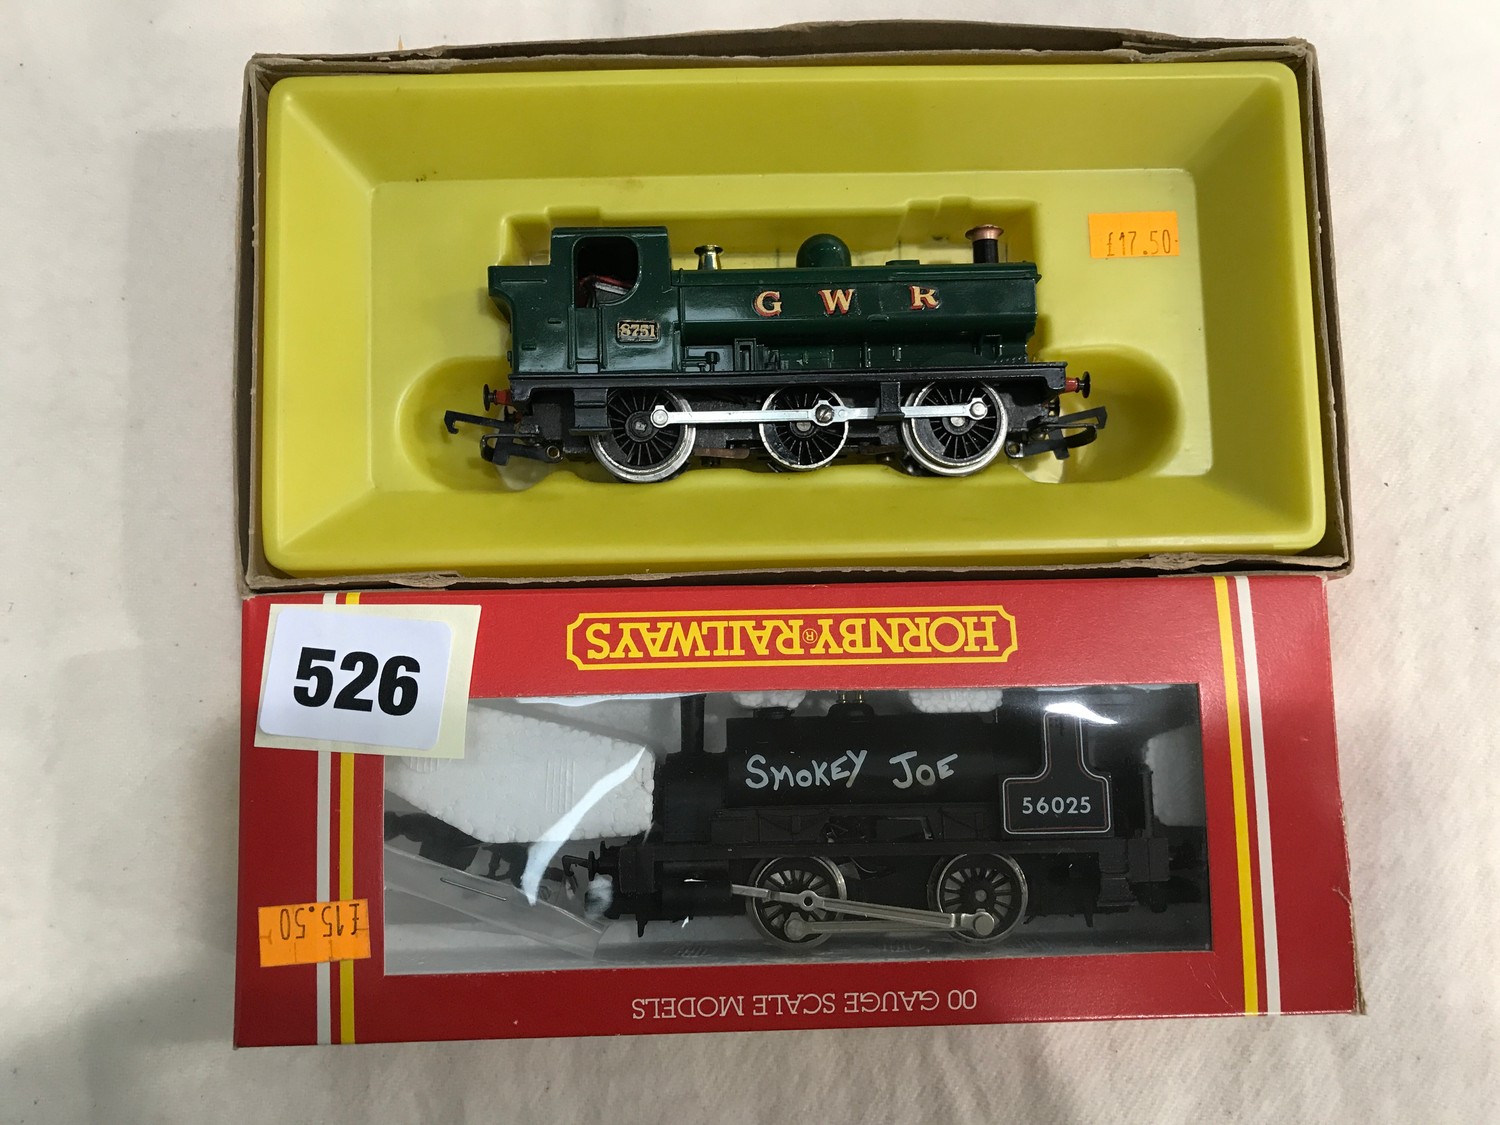 £17.50
G W R
8751
HORNBY®RAILWAYS
526
SMOKEY JOE
56025
£15.50
00 GAUGE SCALE MODELS